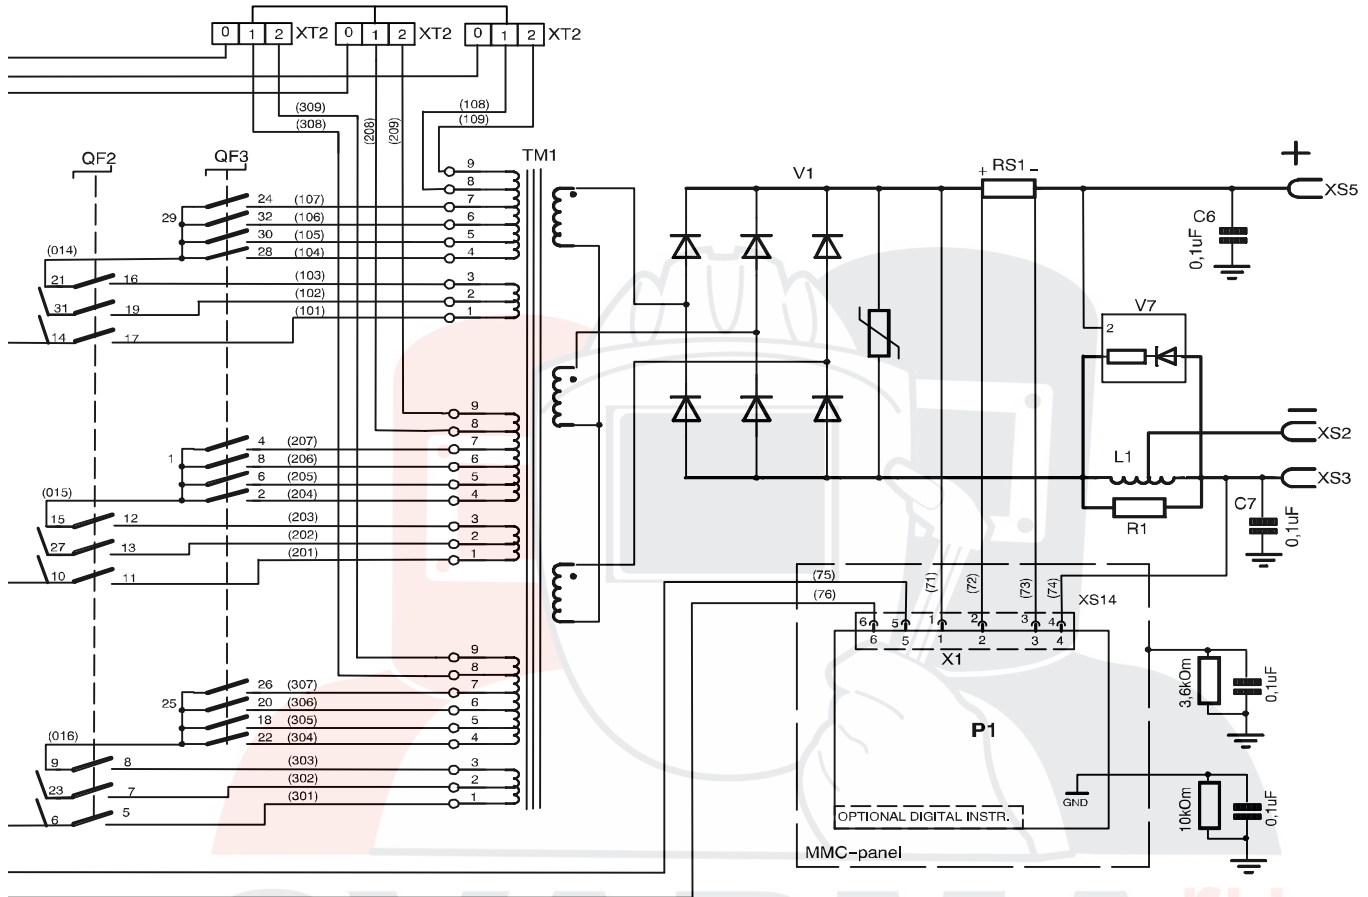 0 1 2 XT2 0 1 2 XT2 0 1 2 XT2
(309) (108)
(308) (208) (209) (109)
QF2 QF3 TM1 V1 + RS1 - +
9
8 XS5
24 (107) 7
29 32 (106) 6 C6
30 (105) 5 0,1uF
(014) 28 (104) 4
21 16 (103) 3
(102) 2
31 19 (101) 1 V7
14 17 2
9
8 XS2
4 (207) 7
1 8 (206) 6 L1
6 (205) 5 XS3
(015) 2 (204) 4 C7
15 12 (203) 3 R1 0,1uF
(202) 2
27 13 (201) 1
10 11 (75) (71) (72) (73) (74)
(76) XS14
6 5 1 2 3 4
6 5 1 2 3 4
9 X1
8
26 (307) 7 3,6kOm 0,1uF
25 20 (306) 6
18 (305) 5 P1
(016) 22 (304) 4
9 8 (303) 3
(302) 2
23 7 (301) 1 GND
6 5 10kOm 0,1uF
OPTIONAL DIGITAL INSTR.
MMC-panel